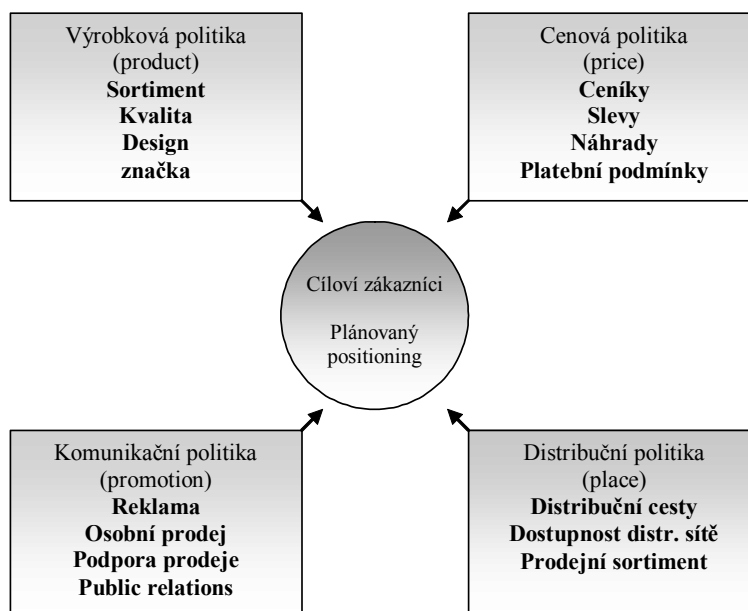 Výrobková politika
(product)
Sortiment
Kvalita
Design
značka
Cenová politika
(price)
Ceníky
Slevy
Náhrady
Platební podmínky
Cíloví zákazníci
Plánovaný
positioning
Komunikační politika
(promotion)
Reklama
Osobní prodej
Podpora prodeje
Public relations
Distribuční politika
(place)
Distribuční cesty
Dostupnost distr. sítě
Prodejní sortiment